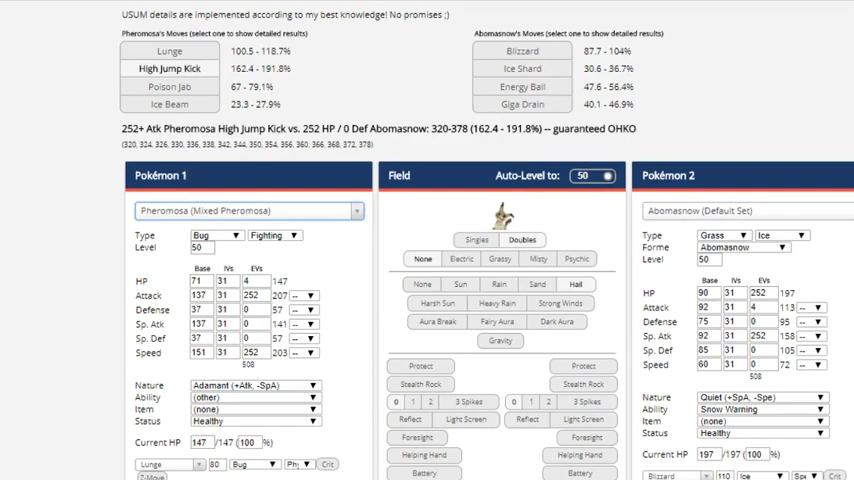 USUM details are implemented according to my best knowledge! No promises ;)
Pheromosa's Moves (select one to show detailed results)
Lunge 100.5 - 118.7%
High Jump Kick 162.4 - 191.8%
Poison Jab 67 - 79.1%
Ice Beam 23.3 - 27.9%
Abomasnow's Moves (select one to show detailed results)
Blizzard 87.7 - 104%
Ice Shard 30.6 - 36.7%
Energy Ball 47.6 - 56.4%
Giga Drain 40.1 - 46.9%
252+ Atk Pheromosa High Jump Kick vs. 252 HP / 0 Def Abomasnow: 320-378 (162.4 - 191.8%) -- guaranteed OHKO
(320, 324, 326, 330, 336, 338, 342, 344, 350, 354, 356, 360, 366, 368, 372, 378)
Pokémon 1
Pheromosa (Mixed Pheromosa)
Type Bug Fighting
Level 50
Base IVs EVs
HP 71 31 4 147
Attack 137 31 252 207 --
Defense 37 31 0 57 --
Sp. Atk 137 31 0 141 --
Sp. Def 37 31 0 57 --
Speed 151 31 252 203 --
508
Nature Adamant (+Atk, -SpA)
Ability (other)
Item (none)
Status Healthy
Current HP 147 /147 (100 %)
Lunge 80 Bug Phy Crit
Z-Move
Field Auto-Level to: 50
Singles Doubles
None Electric Grassy Misty Psychic
None Sun Rain Sand Hail
Harsh Sun Heavy Rain Strong Winds
Aura Break Fairy Aura Dark Aura
Gravity
Protect Protect
Stealth Rock Stealth Rock
0 1 2 3 Spikes 0 1 2 3 Spikes
Reflect Light Screen Reflect Light Screen
Foresight Foresight
Helping Hand Helping Hand
Battery Battery
Pokémon 2
Abomasnow (Default Set)
Type Grass Ice
Forme Abomasnow
Level 50
Base IVs EVs
HP 90 31 252 197
Attack 92 31 4 113 --
Defense 75 31 0 95 --
Sp. Atk 92 31 252 158 --
Sp. Def 85 31 0 105 --
Speed 60 31 0 72 --
508
Nature Quiet (+SpA, -Spe)
Ability Snow Warning
Item (none)
Status Healthy
Current HP 197 /197 (100 %)
Blizzard 110 Ice Spe Crit